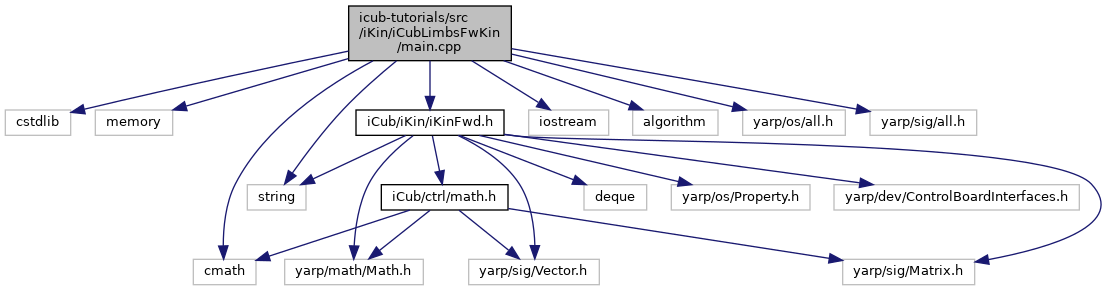 icub-tutorials/src
/iKin/iCubLimbsFwKin
/main.cpp
cstdlib
memory
iCub/iKin/iKinFwd.h
iostream
algorithm
yarp/os/all.h
yarp/sig/all.h
string
iCub/ctrl/math.h
deque
yarp/os/Property.h
yarp/dev/ControlBoardInterfaces.h
cmath
yarp/math/Math.h
yarp/sig/Vector.h
yarp/sig/Matrix.h